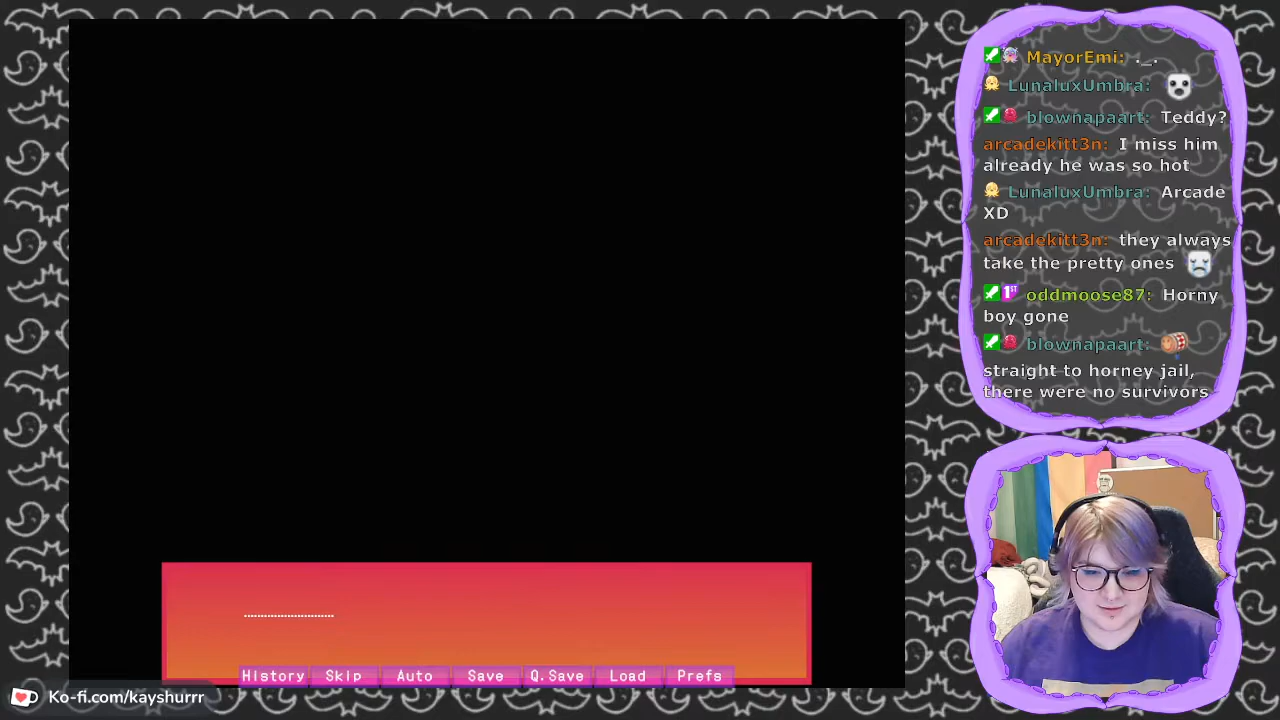 MayorEmi: ._.
LunaluxUmbra:
blownapaart: Teddy?
arcadekitt3n: I miss him
already he was so hot
LunaluxUmbra: Arcade
XD
arcadekitt3n: they always
take the pretty ones
1ST oddmoose87: Horny
boy gone
blownapaart:
straight to horney jail,
there were no survivors
...........................
History Skip Auto Save Q.Save Load Prefs
Ko-fi.com/kayshurrr